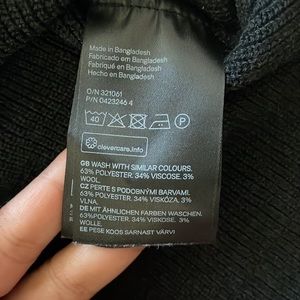 Made in Bangladesh
Fabricado em Bangladesh
Fabriqué en Bangladesh
Hecho en Bangladesh
O/N 321061
P/N 0423246 4
40
P
clevercare.info
GB WASH WITH SIMILAR COLOURS.
63% POLYESTER, 34% VISCOSE, 3%
WOOL
CZ PERTE S PODOBNÝMI BARVAMI.
63%POLYESTER, 34% VISKÓZA, 3%
VLNA.
DE MIT ÄHNLICHEN FARBEN WASCHEN.
63%POLYESTER, 34% VISKOSE, 3%
WOLLE.
EE PESE KOOS SARNAST VÄRVI